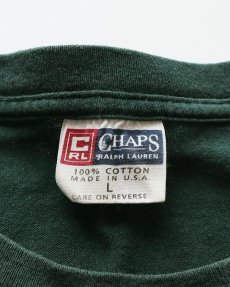 C
RL
CHAPS
RALPH LAUREN
100% COTTON
MADE IN U.S.A.
L
CARE ON REVERSE